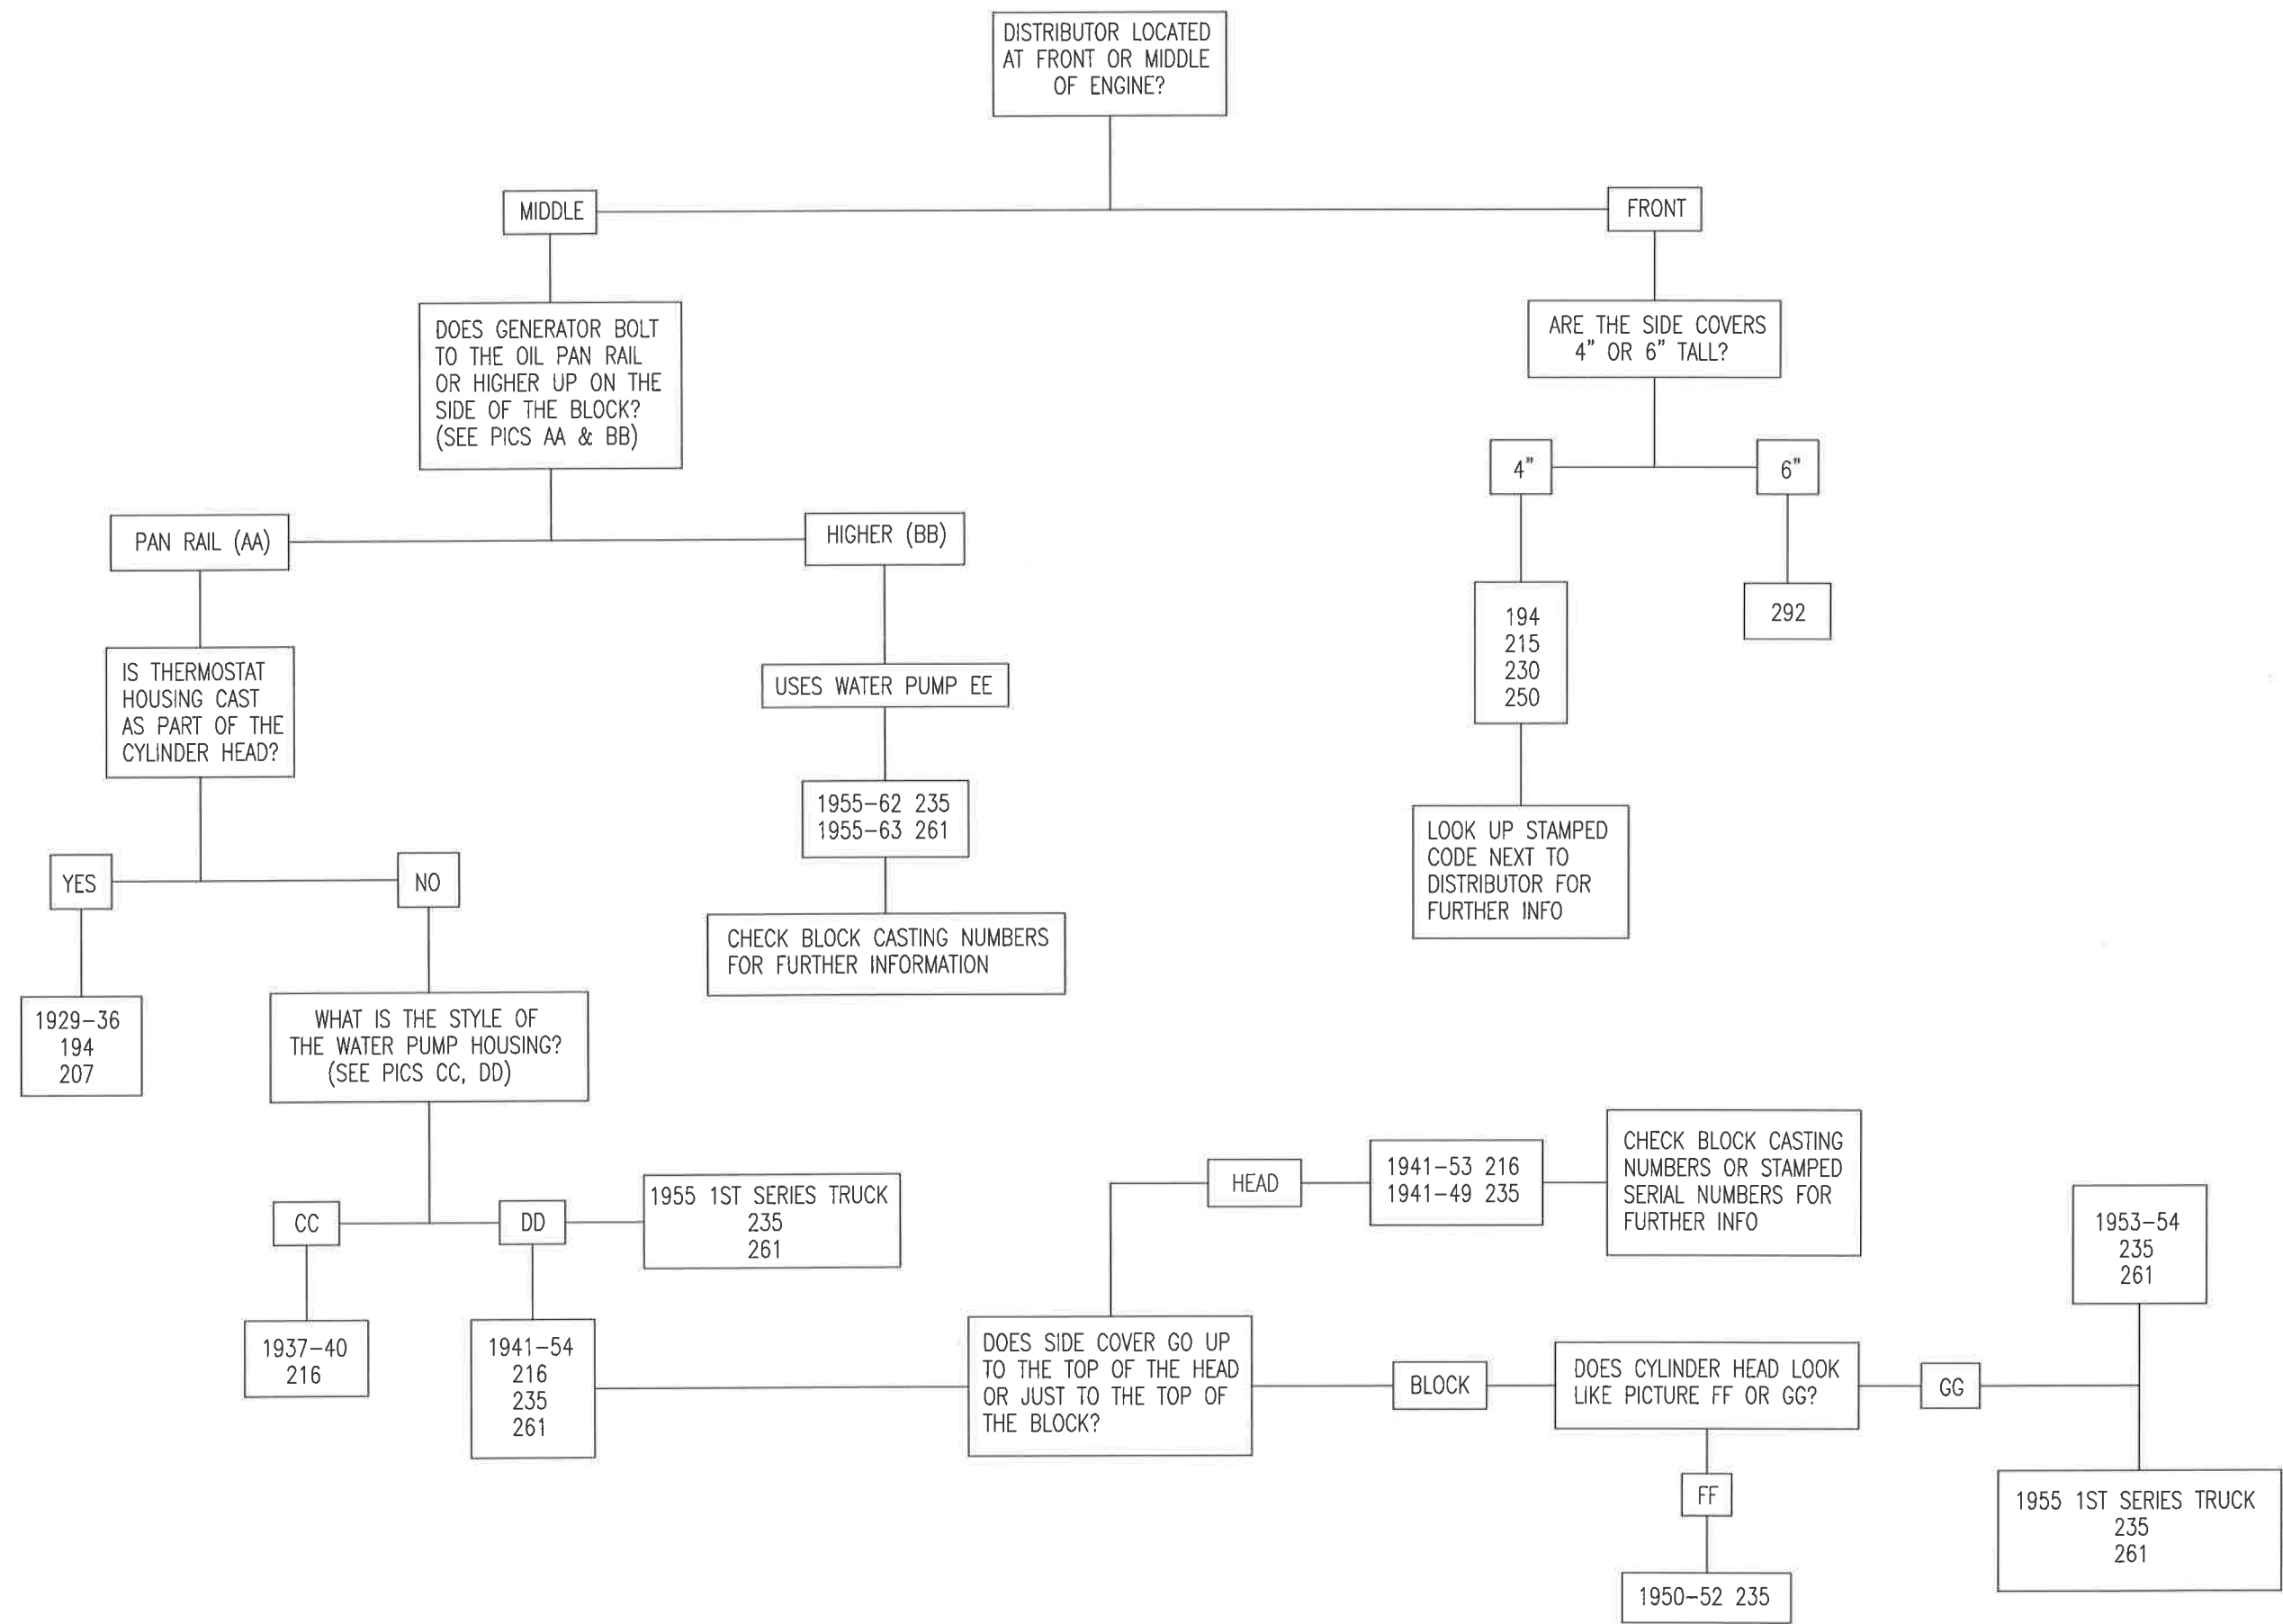 DISTRIBUTOR LOCATED
AT FRONT OR MIDDLE
OF ENGINE?
MIDDLE
FRONT
DOES GENERATOR BOLT
TO THE OIL PAN RAIL
OR HIGHER UP ON THE
SIDE OF THE BLOCK?
(SEE PICS AA & BB)
ARE THE SIDE COVERS
4" OR 6" TALL?
4"
6"
PAN RAIL (AA)
HIGHER (BB)
194
215
230
250
292
IS THERMOSTAT
HOUSING CAST
AS PART OF THE
CYLINDER HEAD?
USES WATER PUMP EE
1955-62 235
1955-63 261
LOOK UP STAMPED
CODE NEXT TO
DISTRIBUTOR FOR
FURTHER INFO
YES
NO
CHECK BLOCK CASTING NUMBERS
FOR FURTHER INFORMATION
1929-36
194
207
WHAT IS THE STYLE OF
THE WATER PUMP HOUSING?
(SEE PICS CC, DD)
CC
DD
1955 1ST SERIES TRUCK
235
261
HEAD
1941-53 216
1941-49 235
CHECK BLOCK CASTING
NUMBERS OR STAMPED
SERIAL NUMBERS FOR
FURTHER INFO
1953-54
235
261
1937-40
216
1941-54
216
235
261
DOES SIDE COVER GO UP
TO THE TOP OF THE HEAD
OR JUST TO THE TOP OF
THE BLOCK?
BLOCK
DOES CYLINDER HEAD LOOK
LIKE PICTURE FF OR GG?
GG
FF
1955 1ST SERIES TRUCK
235
261
1950-52 235